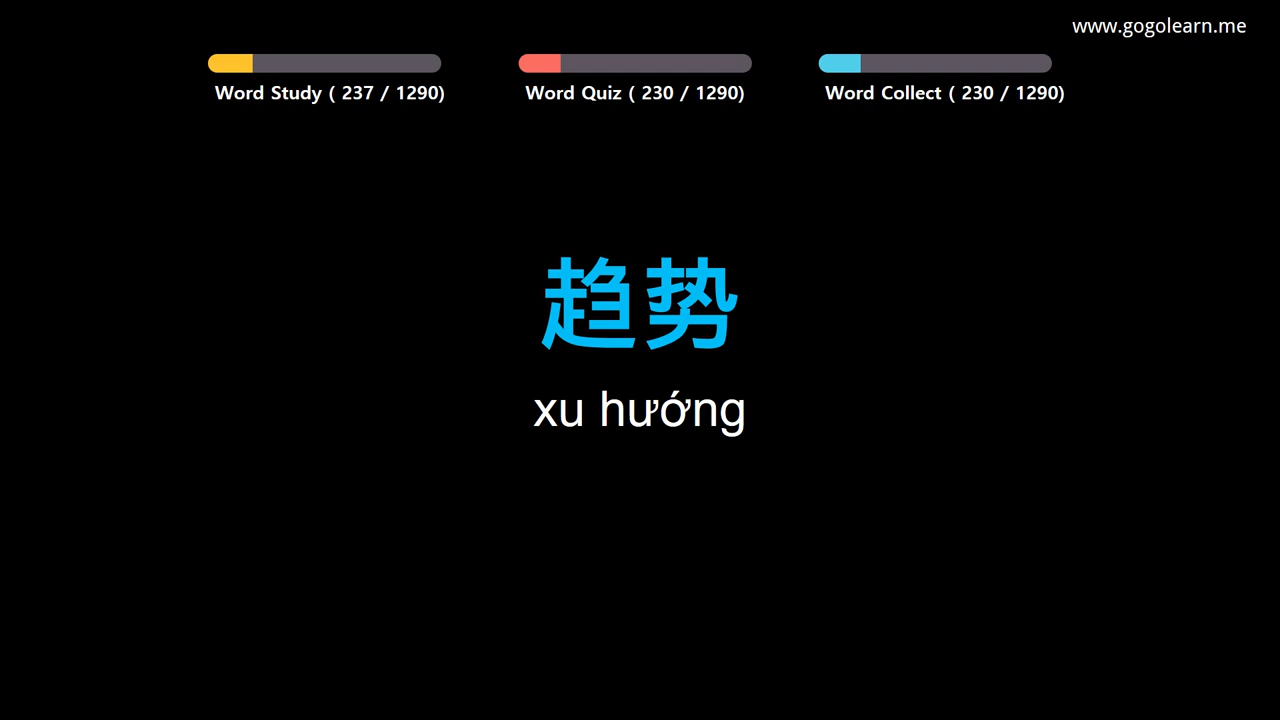 www.gogolearn.me
Word Study ( 237 / 1290)
Word Quiz ( 230 / 1290)
Word Collect ( 230 / 1290)
趋势
xu hướng